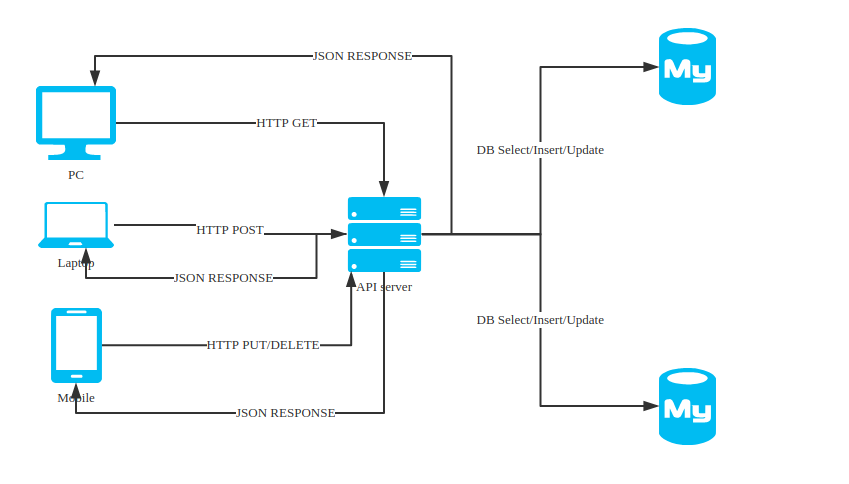 JSON RESPONSE
My
HTTP GET
DB Select/Insert/Update
PC
HTTP POST
Laptop
JSON RESPONSE
API server
DB Select/Insert/Update
HTTP PUT/DELETE
Mobile
My
JSON RESPONSE